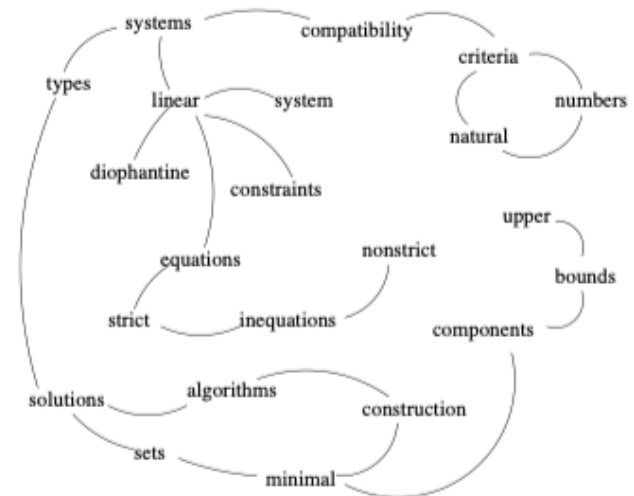 systems
compatibility
criteria
types
linear
system
numbers
natural
diophantine
constraints
upper
equations
nonstrict
bounds
strict
inequations
components
solutions
algorithms
construction
sets
minimal